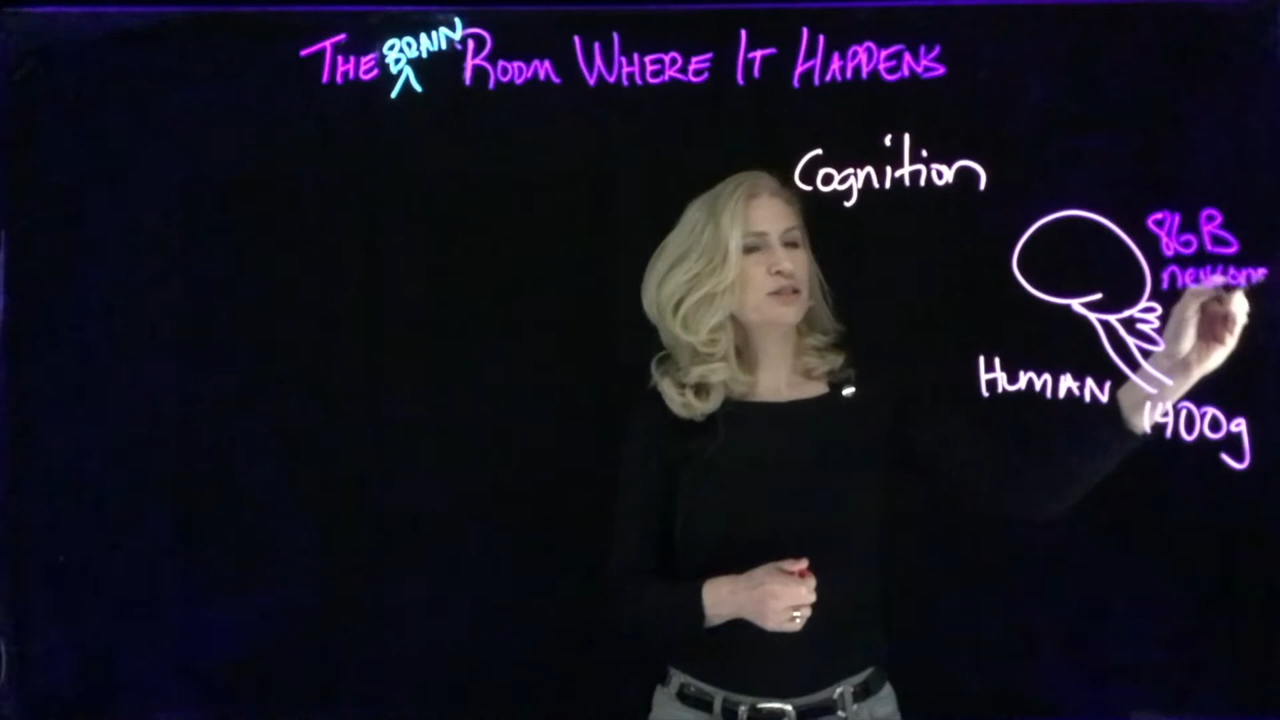 THE BRAIN ROOM WHERE IT HAPPENS
Cognition
86B
neurons
HUMAN
1400g